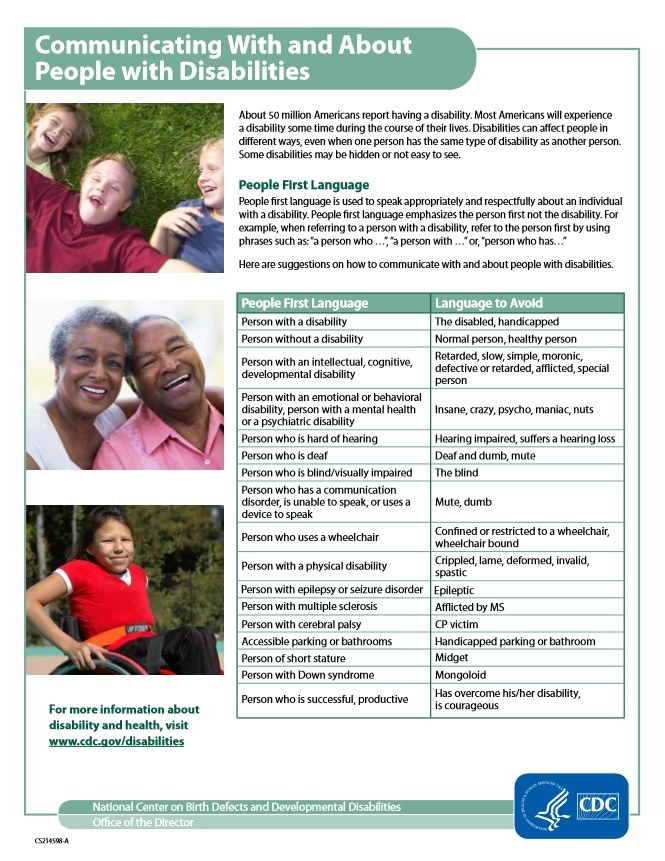 Communicating With and About
People with Disabilities
About 50 million Americans report having a disability. Most Americans will experience
a disability some time during the course of their lives. Disabilities can affect people in
different ways, even when one person has the same type of disability as another person.
Some disabilities may be hidden or not easy to see.
People First Language
People first language is used to speak appropriately and respectfully about an individual
with a disability. People first language emphasizes the person first not the disability. For
example, when referring to a person with a disability, refer to the person first by using
phrases such as: “a person who …”, “a person with …” or, “person who has…”
Here are suggestions on how to communicate with and about people with disabilities.
People First Language
Language to Avoid
Person with a disability
The disabled, handicapped
Person without a disability
Normal person, healthy person
Person with an intellectual, cognitive,
developmental disability
Retarded, slow, simple, moronic,
defective or retarded, afflicted, special
person
Person with an emotional or behavioral
disability, person with a mental health
or a psychiatric disability
Insane, crazy, psycho, maniac, nuts
Person who is hard of hearing
Hearing impaired, suffers a hearing loss
Person who is deaf
Deaf and dumb, mute
Person who is blind/visually impaired
The blind
Person who has a communication
disorder, is unable to speak, or uses a
device to speak
Mute, dumb
Person who uses a wheelchair
Confined or restricted to a wheelchair,
wheelchair bound
Person with a physical disability
Crippled, lame, deformed, invalid,
spastic
Person with epilepsy or seizure disorder
Epileptic
Person with multiple sclerosis
Afflicted by MS
Person with cerebral palsy
CP victim
Accessible parking or bathrooms
Handicapped parking or bathroom
Person of short stature
Midget
Person with Down syndrome
Mongoloid
Person who is successful, productive
Has overcome his/her disability,
is courageous
For more information about
disability and health, visit
www.cdc.gov/disabilities
National Center on Birth Defects and Developmental Disabilities
Office of the Director
CDC
CS214598-A